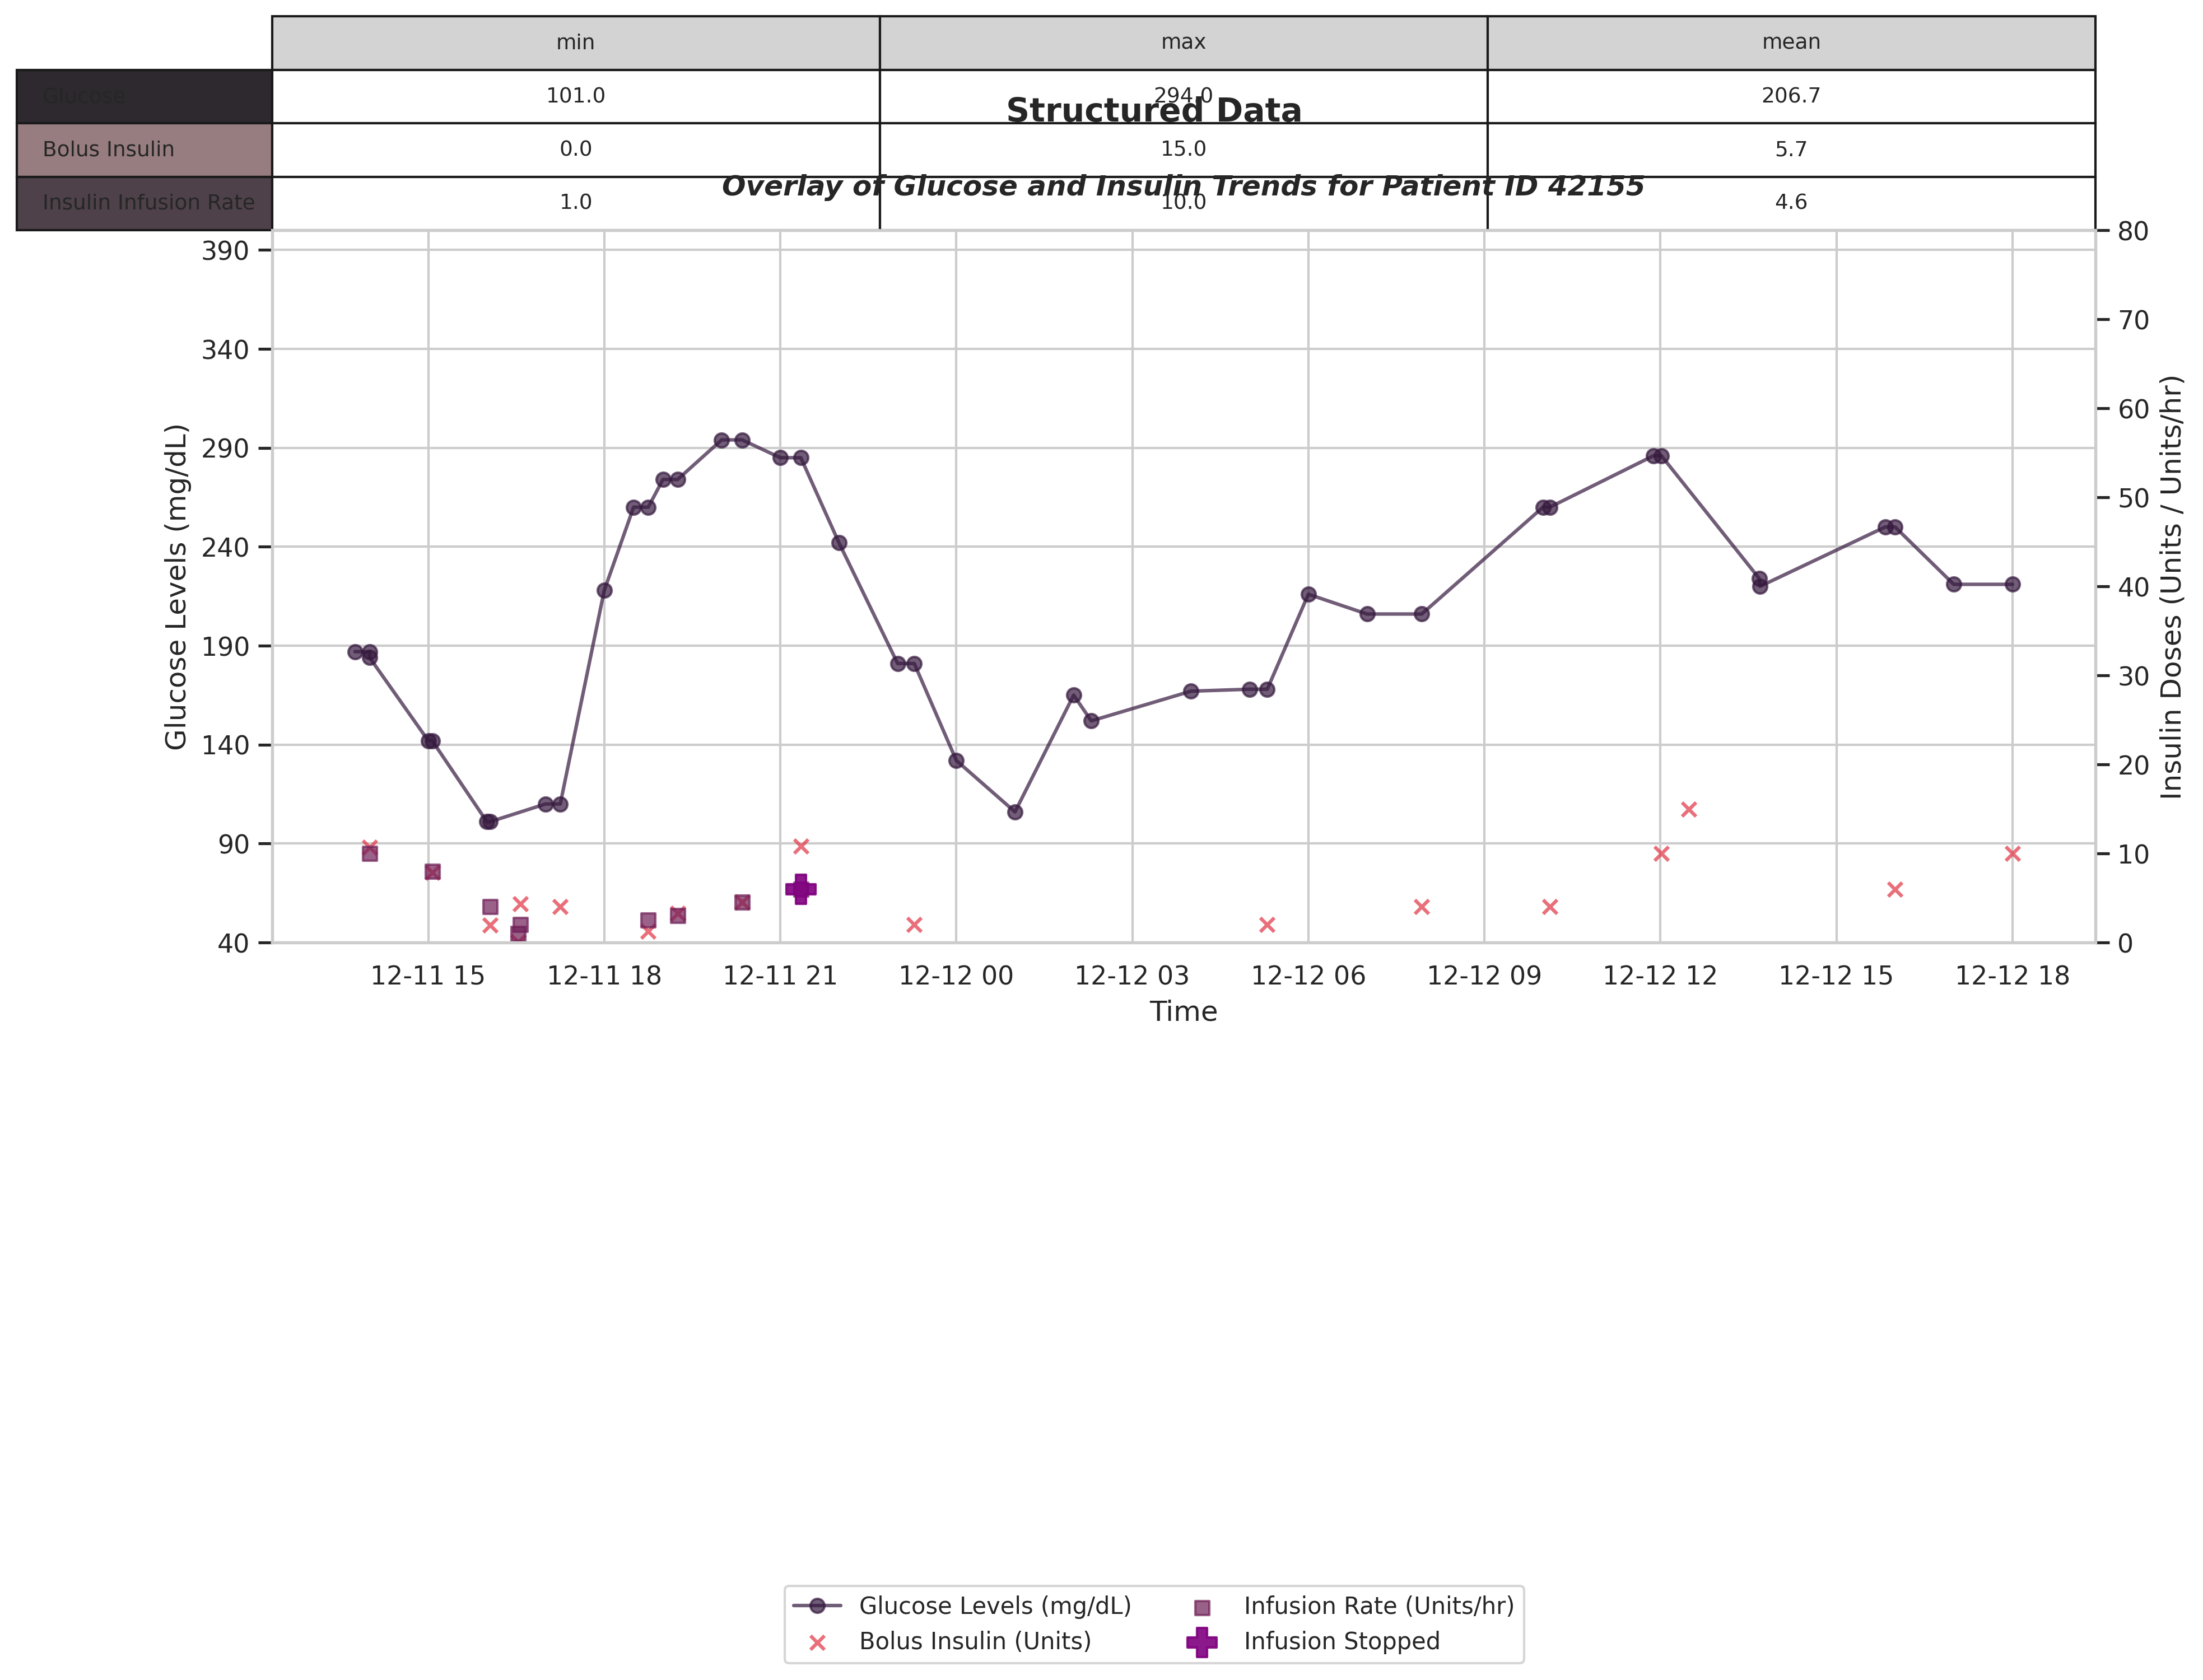 min max mean
Glucose 101.0 294.0 206.7
Structured Data
Bolus Insulin 0.0 15.0 5.7
Overlay of Glucose and Insulin Trends for Patient ID 42155
Insulin Infusion Rate 1.0 10.0 4.6
Glucose Levels (mg/dL)
390
340
290
240
190
140
90
40
80
70
60
50
40
30
20
10
0
Insulin Doses (Units / Units/hr)
12-11 15 12-11 18 12-11 21 12-12 00 12-12 03 12-12 06 12-12 09 12-12 12 12-12 15 12-12 18
Time
Glucose Levels (mg/dL) Infusion Rate (Units/hr)
Bolus Insulin (Units) Infusion Stopped